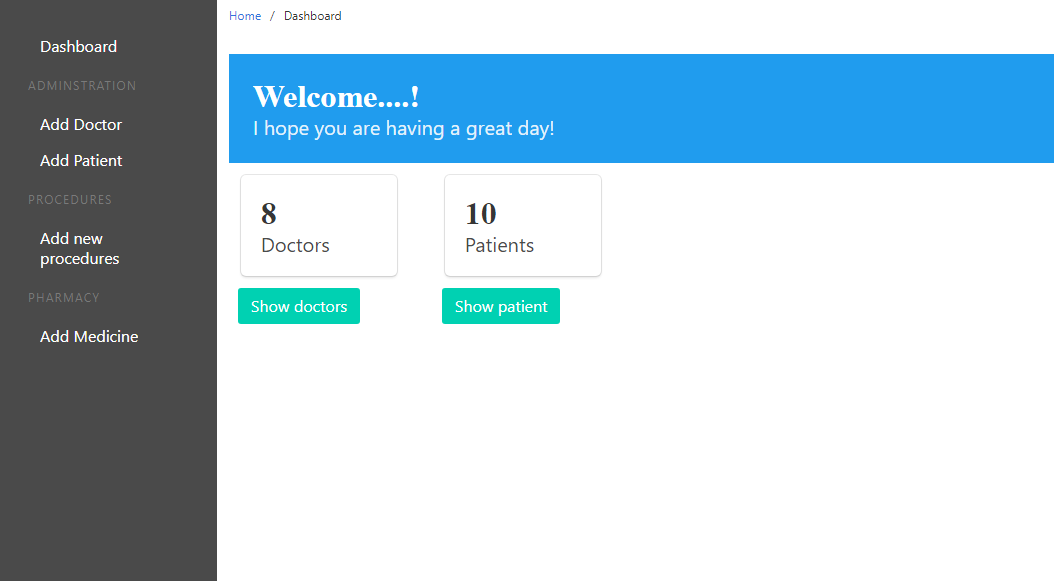 Dashboard
ADMINSTRATION
Add Doctor
Add Patient
PROCEDURES
Add new
procedures
PHARMACY
Add Medicine
Home / Dashboard
Welcome....!
I hope you are having a great day!
8
Doctors
Show doctors
10
Patients
Show patient